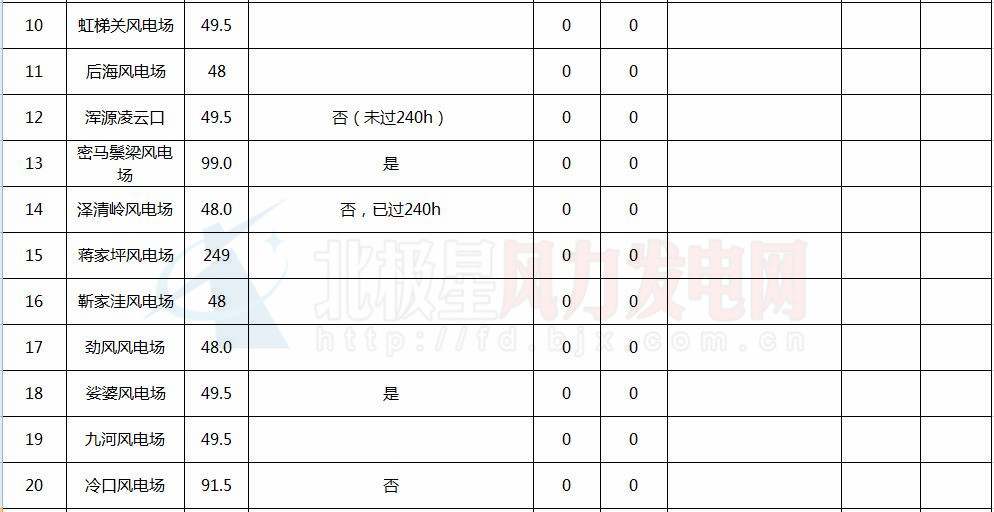 10 虹梯关风电场 49.5 0 0
11 后海风电场 48 0 0
12 浑源凌云口 49.5 否（未过240h） 0 0
13 密马鬃梁风电场 99.0 是 0 0
14 泽清岭风电场 48.0 否，已过240h 0 0
15 蒋家坪风电场 249 0 0
16 靳家洼风电场 48 0 0
17 劲风风电场 48.0 0 0
18 娑婆风电场 49.5 是 0 0
19 九河风电场 49.5 0 0
20 冷口风电场 91.5 否 0 0
北极星风力发电网
http://fd.bjx.com.cn